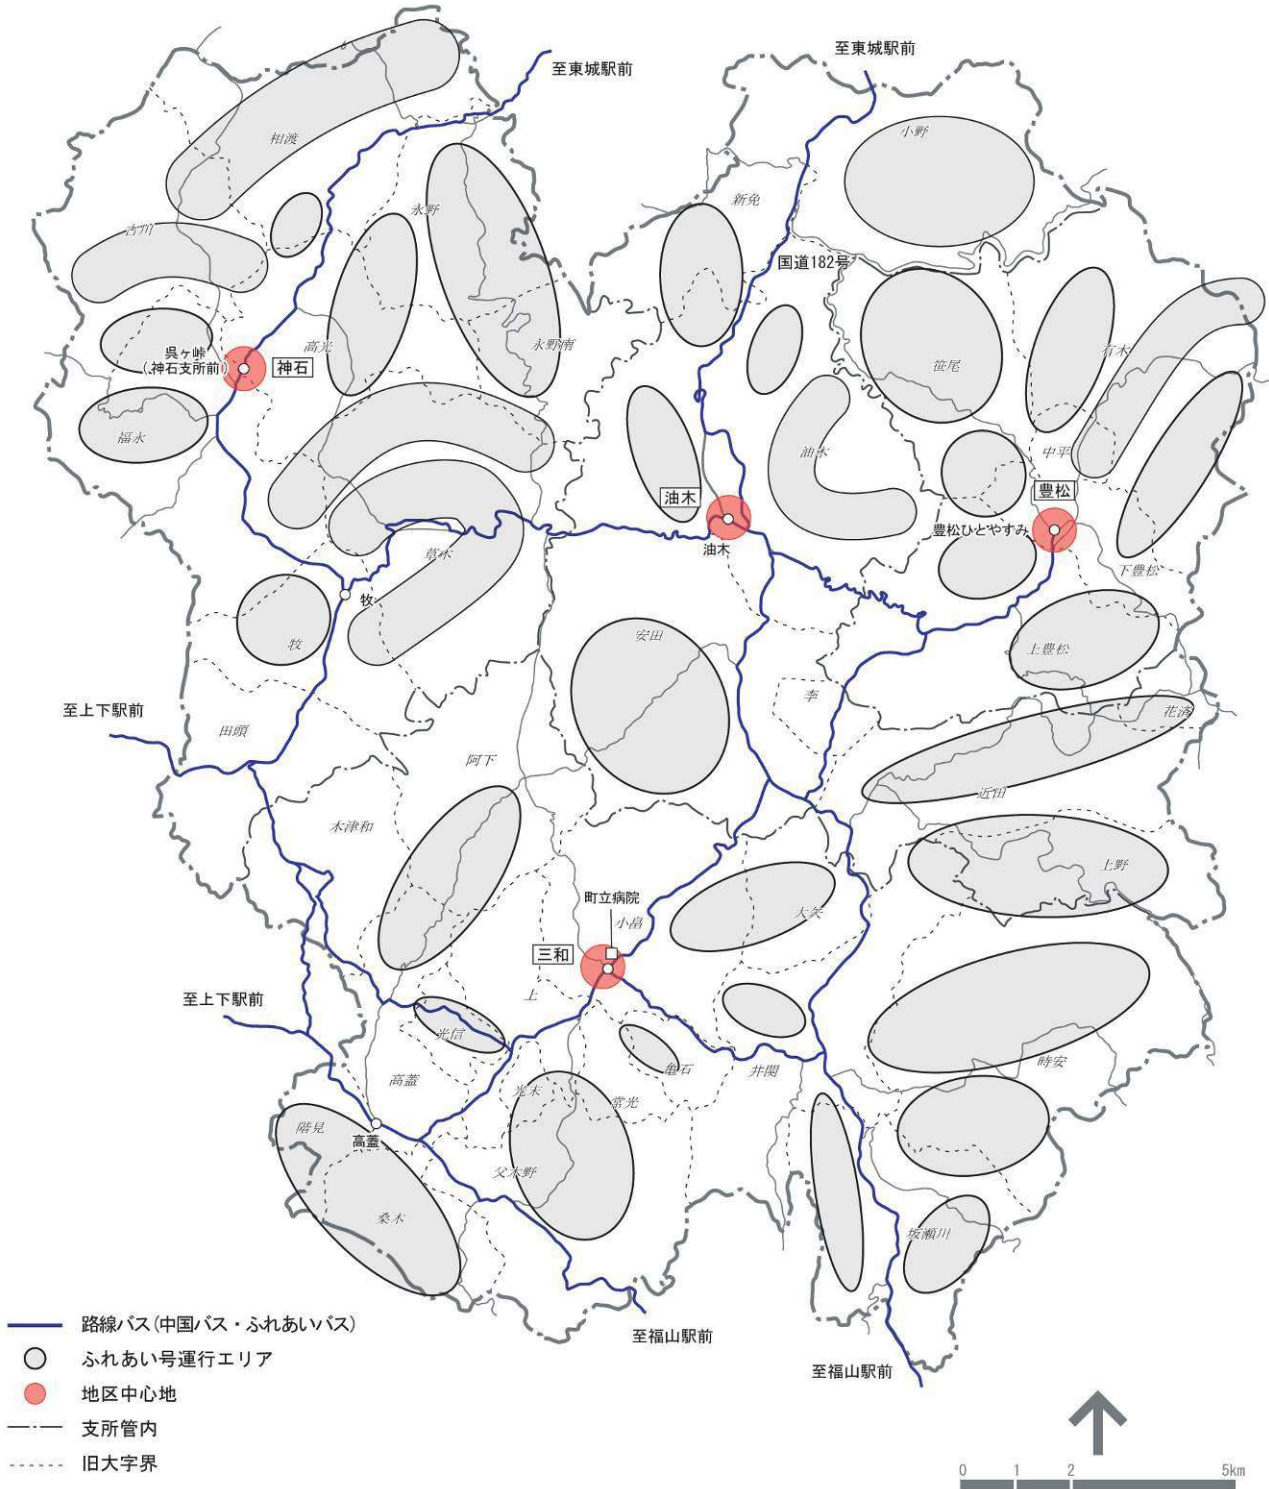 至東城駅前
至東城駅前
小野
相渡
新免
永野
古川
国道182号
高光
永野南
呉ヶ峠
(神石支所前)
神石
有木
笹尾
福永
油木
中平
豊松
油木
豊松ひとやすみ
油木
草木
下豊松
牧
牧
安田
上豊松
李
至上下駅前
田頭
花済
阿下
近田
木津和
上野
町立病院
小畠
大矢
三和
上
至上下駅前
光信
時安
亀石
井関
高蓋
光末
常光
階見
高蓋
父木野
桑木
坂瀬川
路線バス(中国バス・ふれあいバス)
至福山駅前
ふれあい号運行エリア
至福山駅前
地区中心地
支所管内
旧大字界
0 1 2 5km